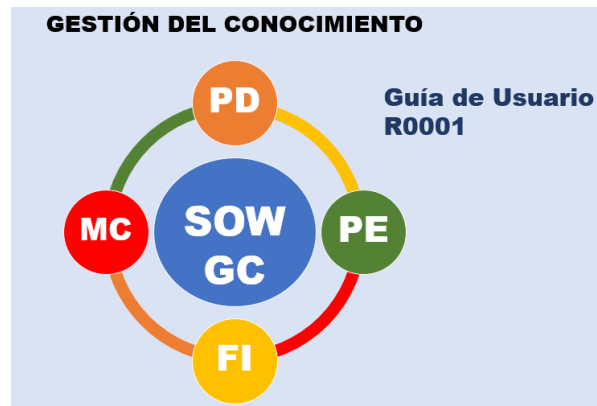 GESTIÓN DEL CONOCIMIENTO
PD
Guía de Usuario
R0001
MC
SOW
GC
PE
FI